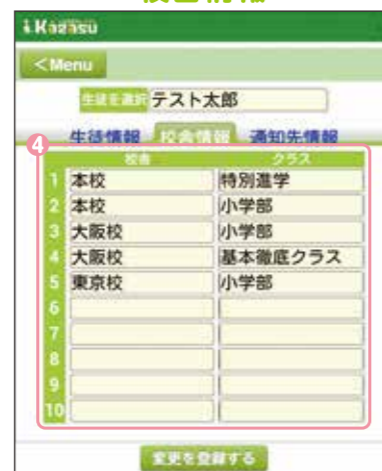 校舎情報
i Kazasu
<Menu
生徒を選択 テスト太郎
生徒情報 校舎情報 通知先情報
4
校舎 クラス
1 本校 特別進学
2 本校 小学部
3 大阪校 小学部
4 大阪校 基本徹底クラス
5 東京校 小学部
6
7
8
9
10
変更を登録する